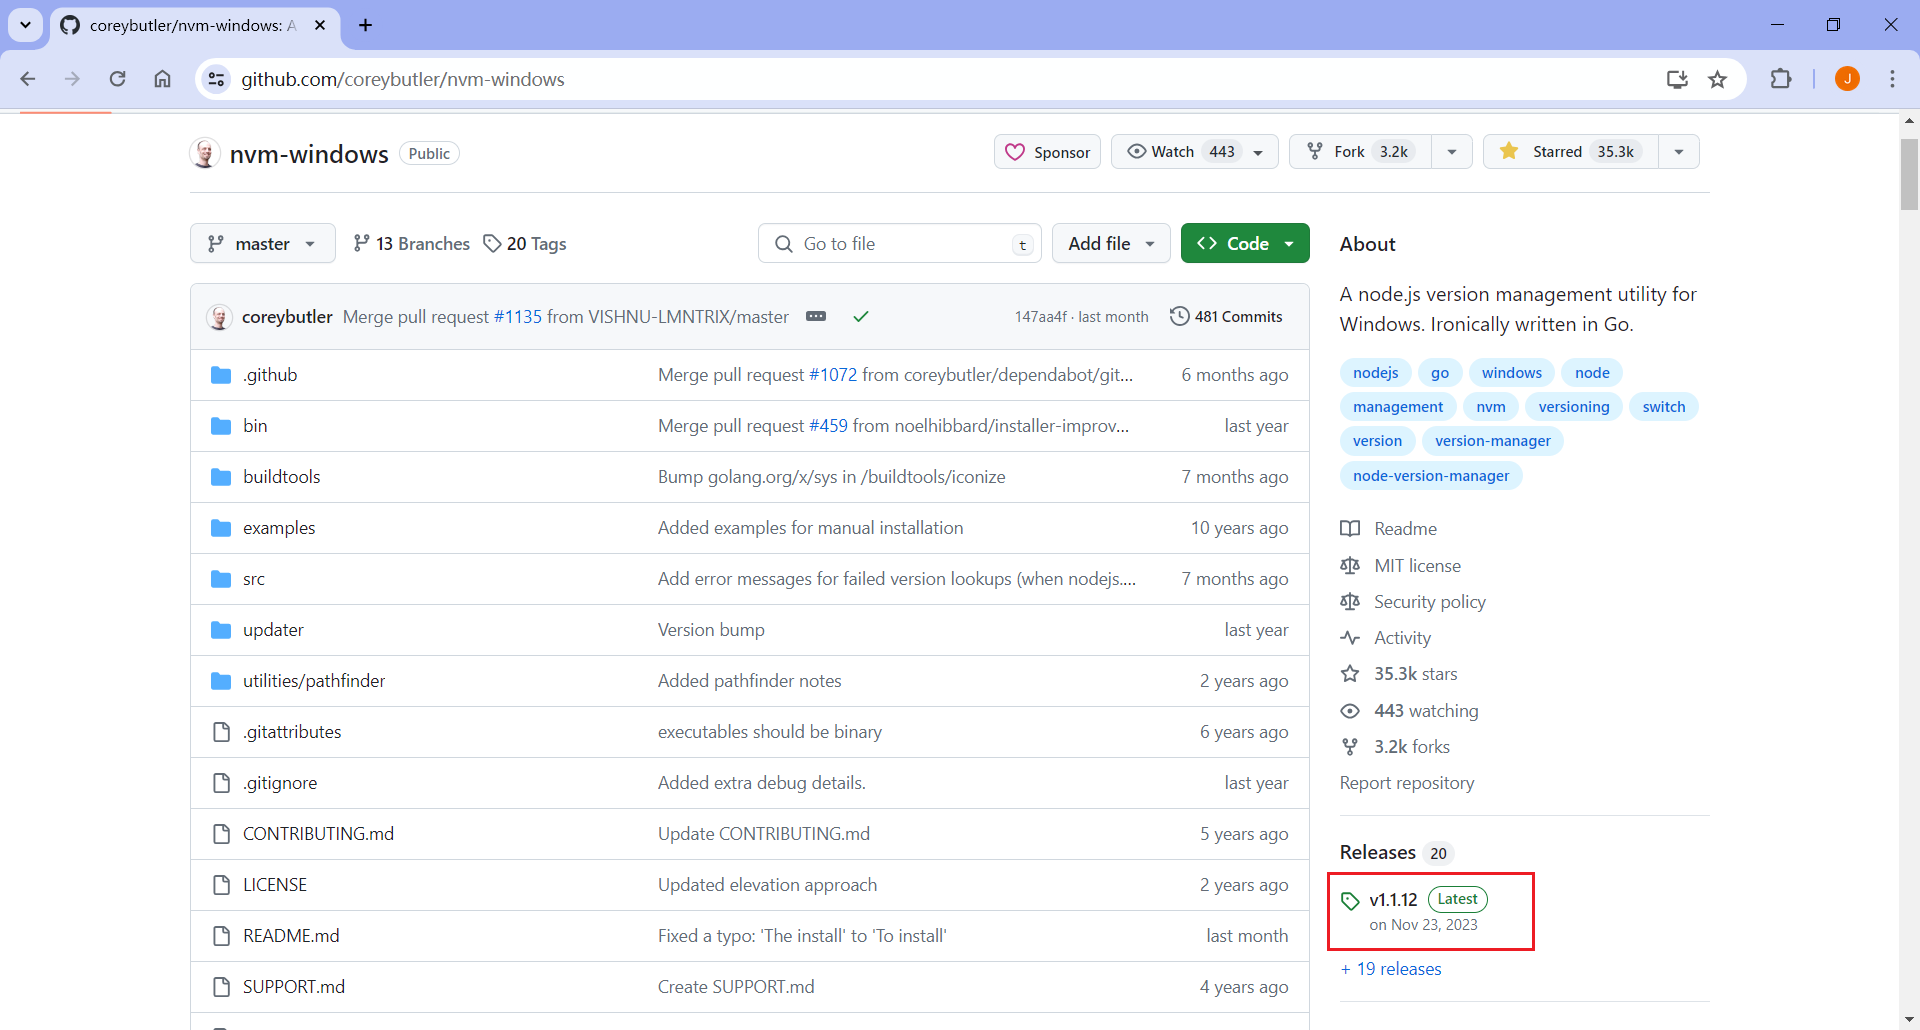 coreybutler/nvm-windows: A
github.com/coreybutler/nvm-windows
J
nvm-windows Public
Sponsor
Watch 443
Fork 3.2k
Starred 35.3k
master
13 Branches
20 Tags
Go to file t
Add file
Code
coreybutler Merge pull request #1135 from VISHNU-LMNTRIX/master
147aa4f · last month
481 Commits
.github Merge pull request #1072 from coreybutler/dependabot/git... 6 months ago
bin Merge pull request #459 from noelhibbard/installer-improv... last year
buildtools Bump golang.org/x/sys in /buildtools/iconize 7 months ago
examples Added examples for manual installation 10 years ago
src Add error messages for failed version lookups (when nodejs.... 7 months ago
updater Version bump last year
utilities/pathfinder Added pathfinder notes 2 years ago
.gitattributes executables should be binary 6 years ago
.gitignore Added extra debug details. last year
CONTRIBUTING.md Update CONTRIBUTING.md 5 years ago
LICENSE Updated elevation approach 2 years ago
README.md Fixed a typo: 'The install' to 'To install' last month
SUPPORT.md Create SUPPORT.md 4 years ago
About
A node.js version management utility for
Windows. Ironically written in Go.
nodejs go windows node
management nvm versioning switch
version version-manager
node-version-manager
Readme
MIT license
Security policy
Activity
35.3k stars
443 watching
3.2k forks
Report repository
Releases 20
v1.1.12 Latest
on Nov 23, 2023
+ 19 releases